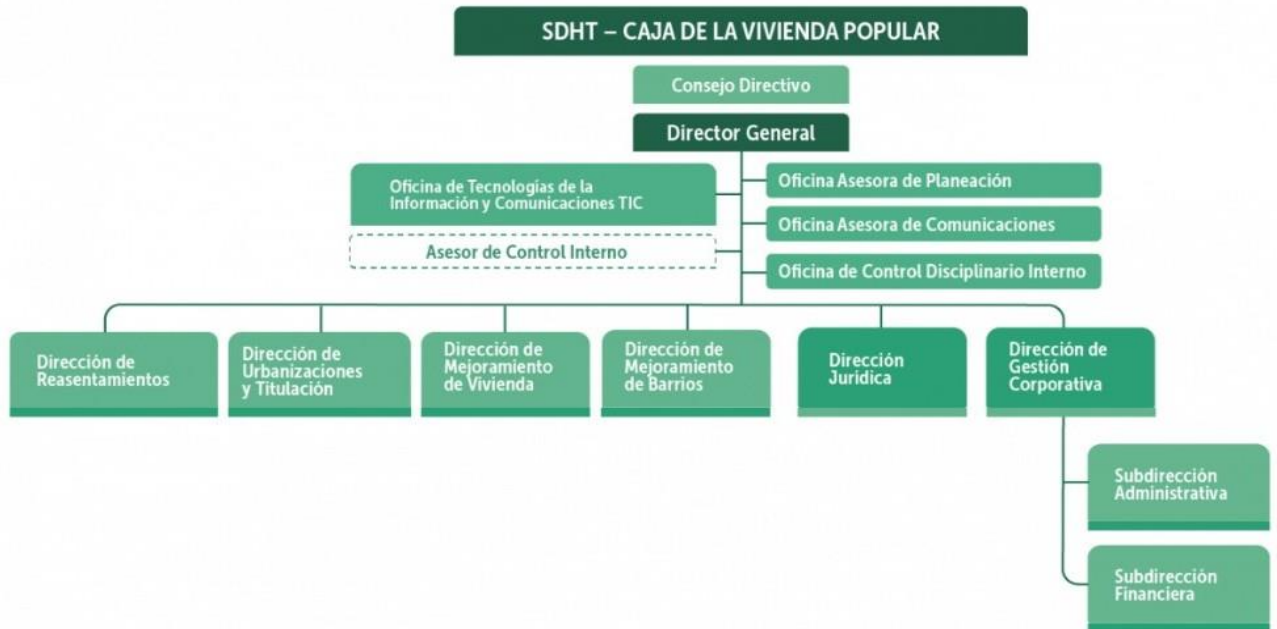 SDHT – CAJA DE LA VIVIENDA POPULAR
Consejo Directivo
Director General
Oficina de Tecnologías de la
Información y Comunicaciones TIC
Asesor de Control Interno
Oficina Asesora de Planeación
Oficina Asesora de Comunicaciones
Oficina de Control Disciplinario Interno
Dirección de
Reasentamientos
Dirección de
Urbanizaciones
y Titulación
Dirección de
Mejoramiento
de Vivienda
Dirección de
Mejoramiento
de Barrios
Dirección
Juridica
Dirección de
Gestión
Corporativa
Subdirección
Administrativa
Subdirección
Financiera